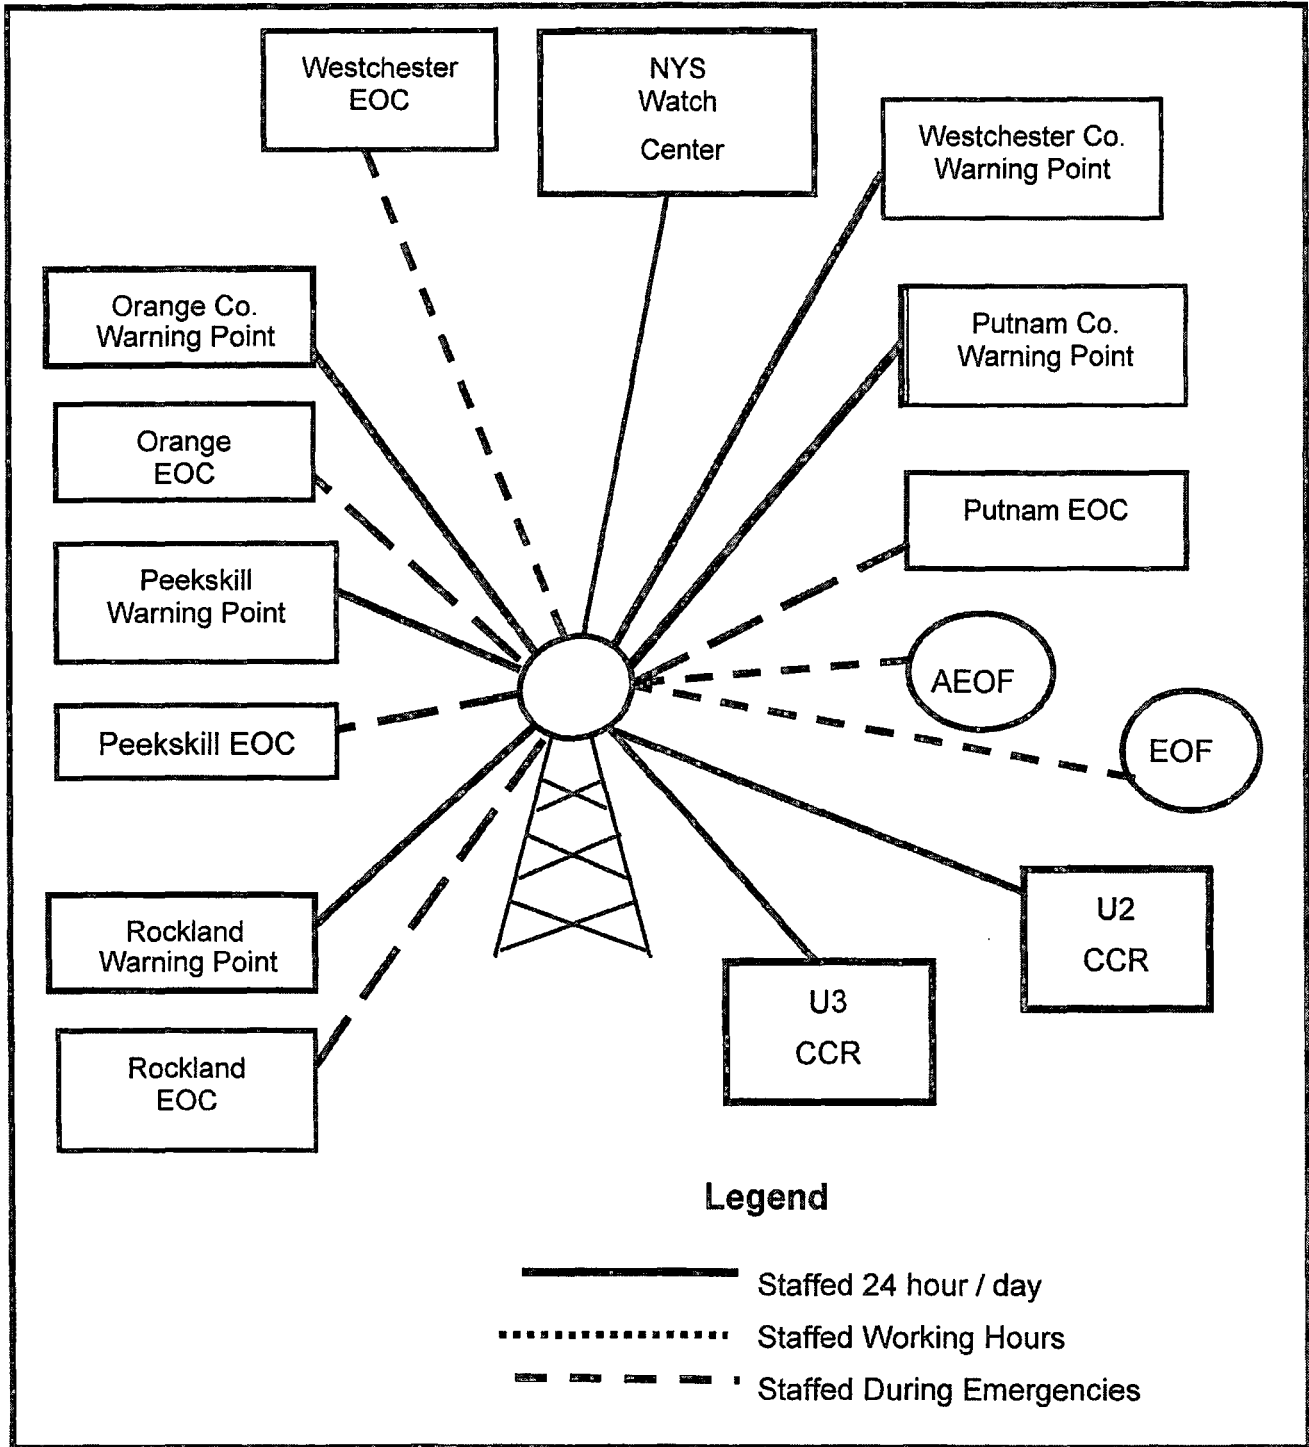 Westchester
EOC
NYS
Watch
Center
Westchester Co.
Warning Point
Orange Co.
Warning Point
Putnam Co.
Warning Point
Orange
EOC
Putnam EOC
Peekskill
Warning Point
AEOF
Peekskill EOC
EOF
Rockland
Warning Point
U2
CCR
U3
CCR
Rockland
EOC
Legend
Staffed 24 hour / day
Staffed Working Hours
Staffed During Emergencies